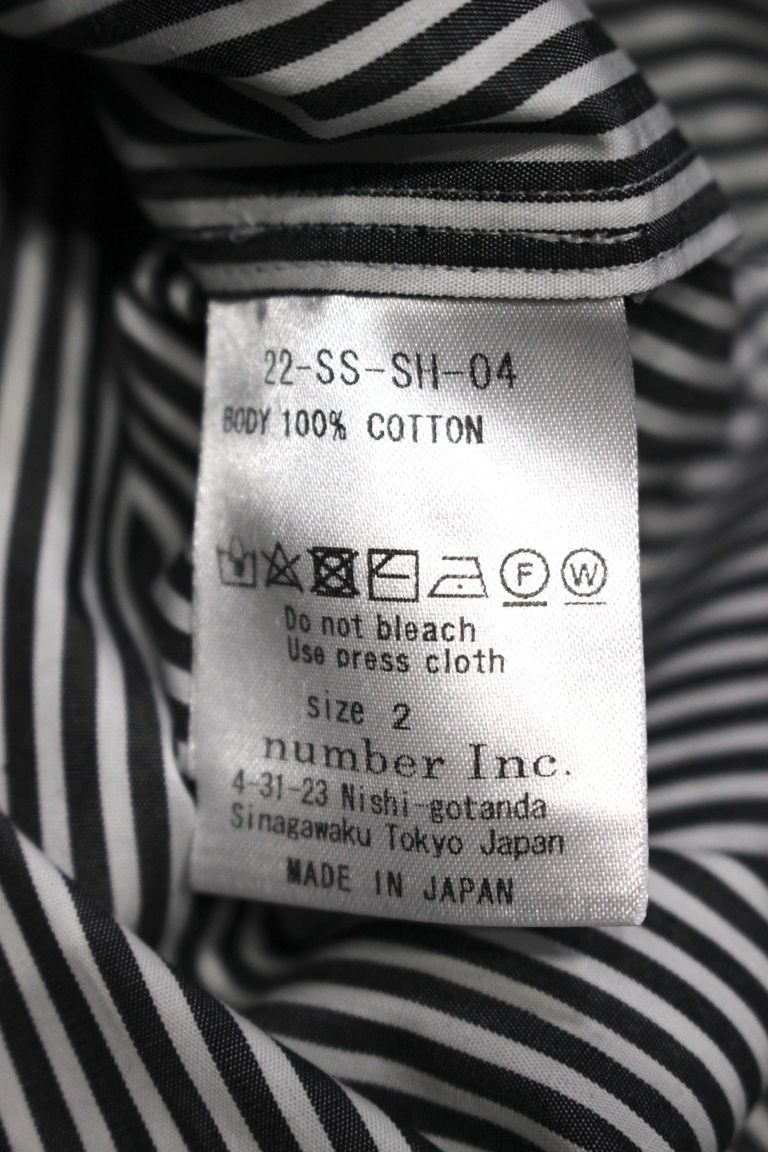 22-SS-SH-04
BODY 100% COTTON
F W
Do not bleach
Use press cloth
size 2
number Inc.
4-31-23 Nishi-gotanda
Sinagawaku Tokyo Japan
MADE IN JAPAN